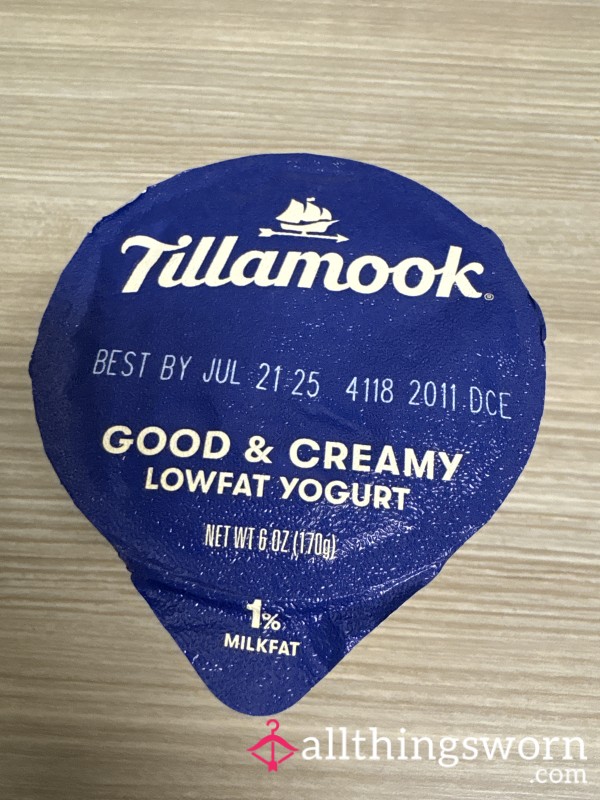 Tillamook®
BEST BY JUL 21-25 4118 2011 DCE
GOOD & CREAMY
LOWFAT YOGURT
NET WT 6 OZ (170g)
1%
MILKFAT
allthingsworn
.com